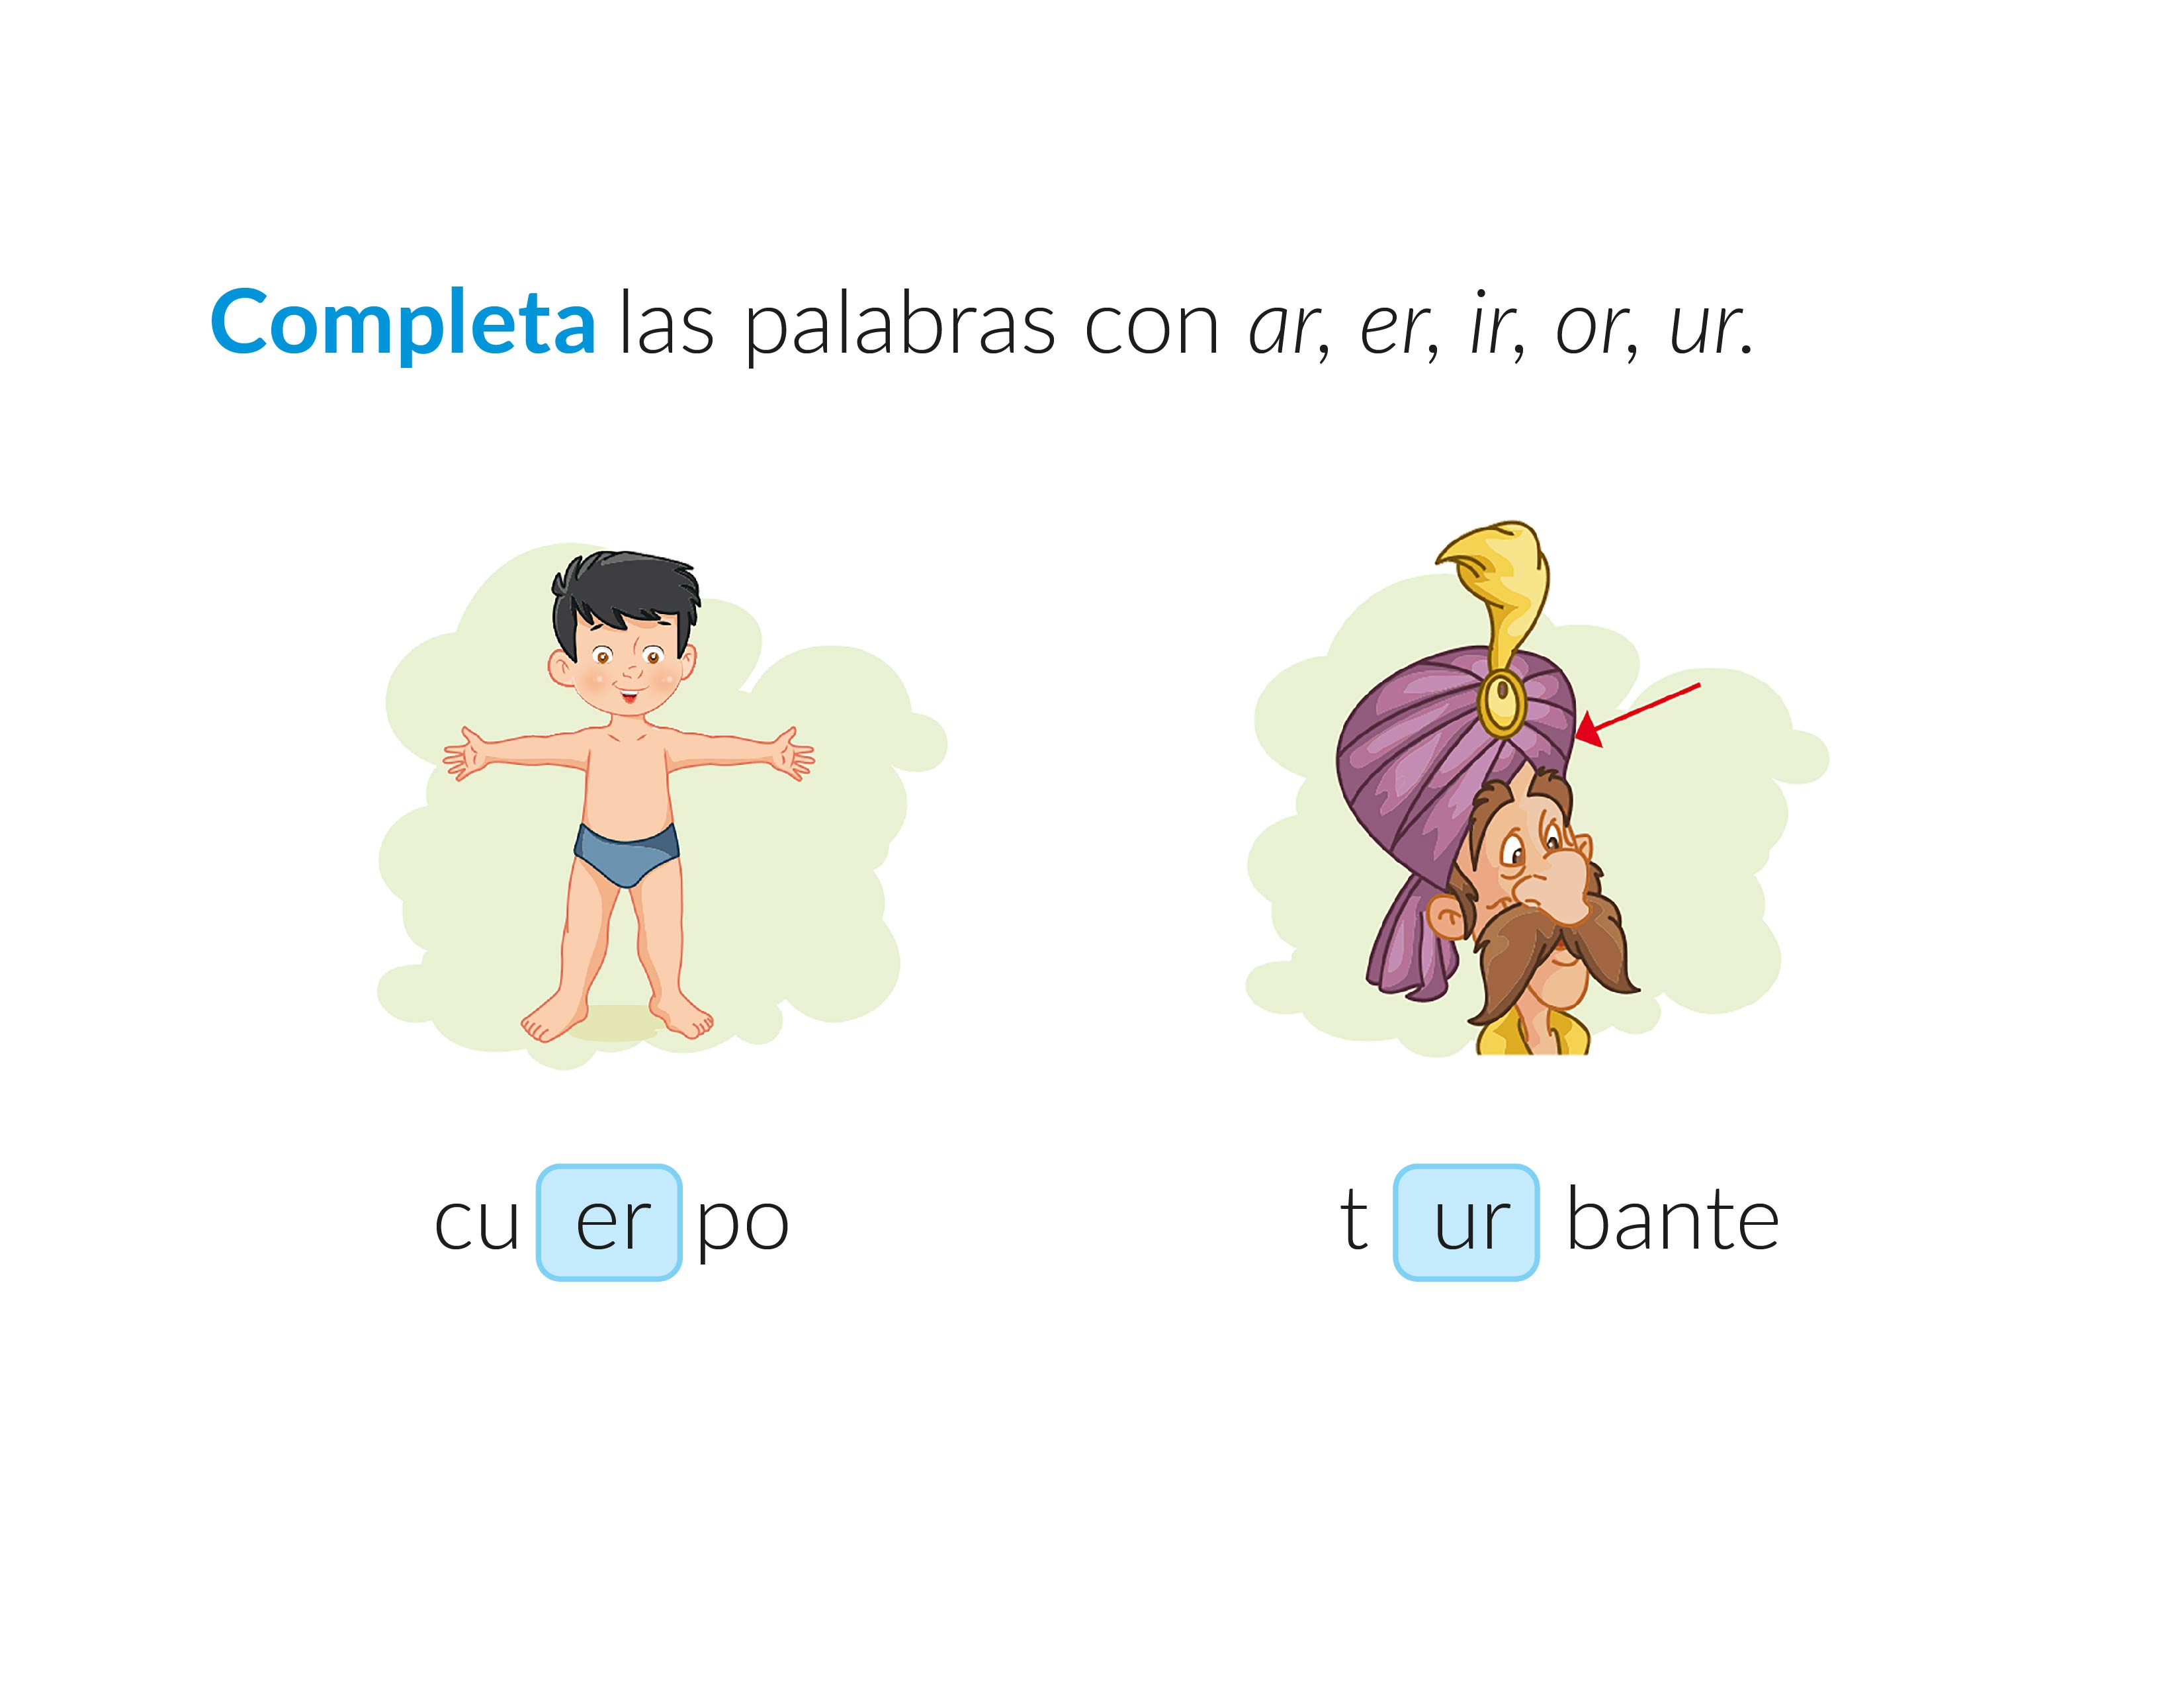 Completa las palabras con ar, er, ir, or, ur.
cu er po
t ur bante